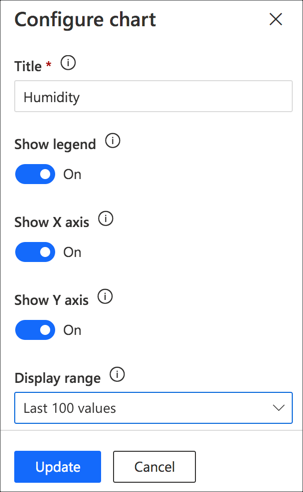 Configure chart
Title *
Humidity
Show legend
On
Show X axis
On
Show Y axis
On
Display range
Last 100 values
Update
Cancel